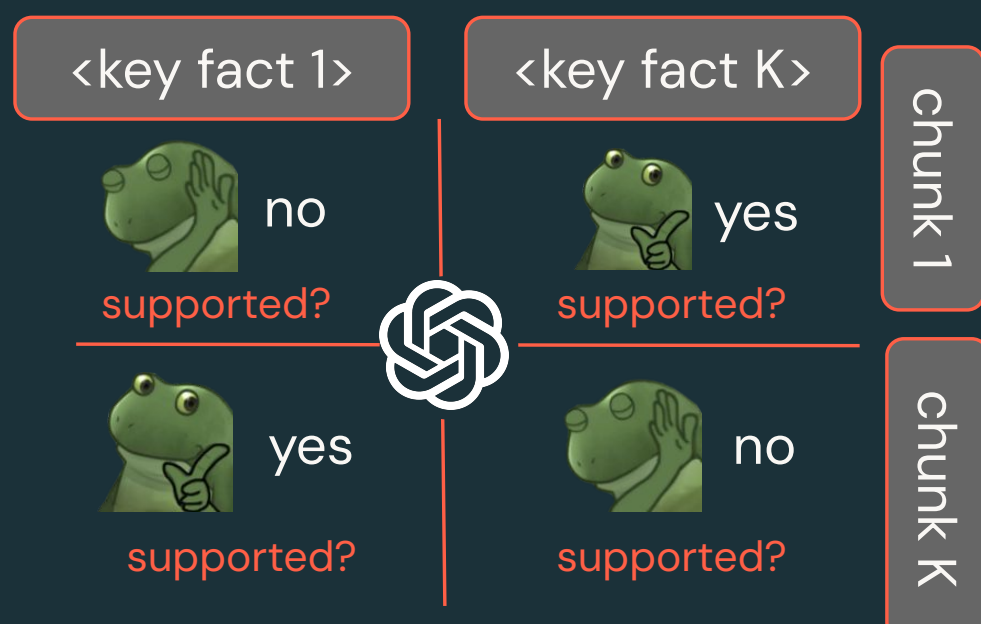 <key fact 1>
<key fact K>
chunk 1
no
yes
supported?
supported?
chunk K
yes
no
supported?
supported?